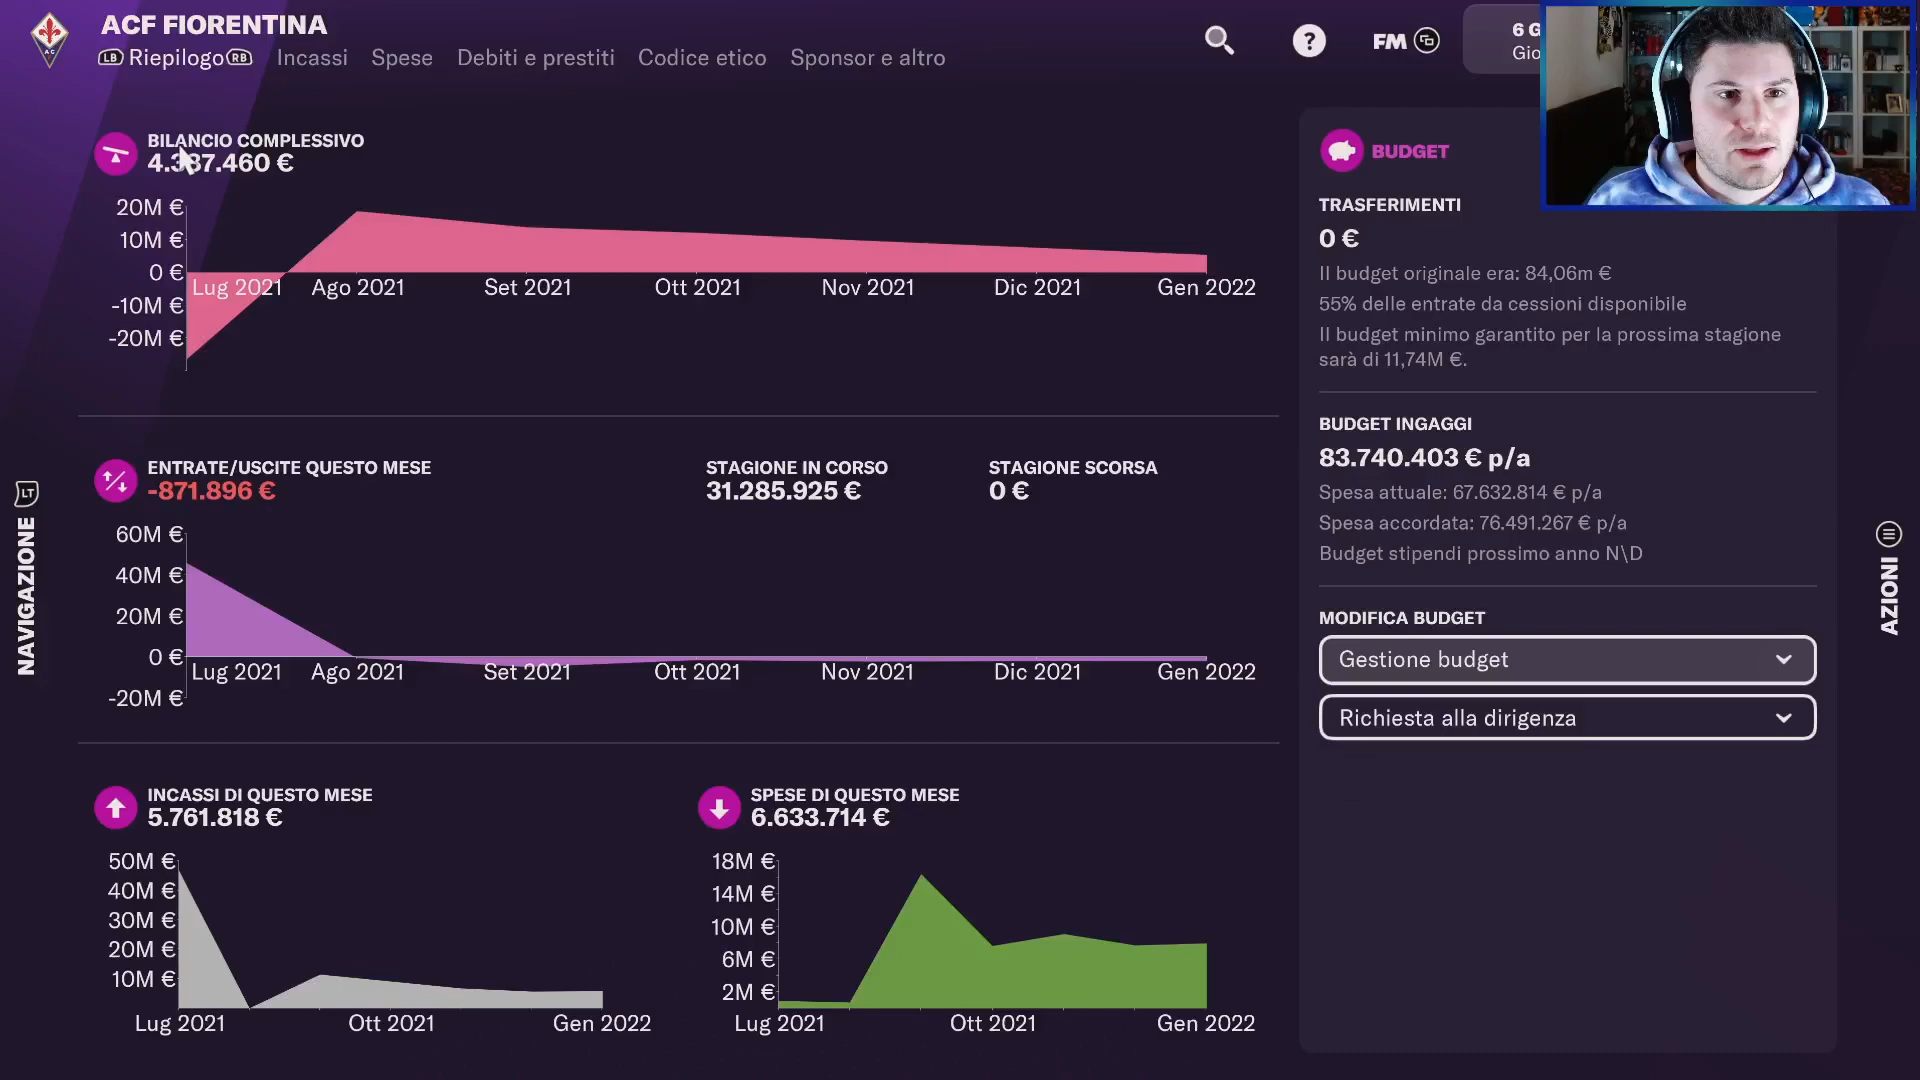 ACF FIORENTINA
LB Riepilogo RB Incassi Spese Debiti e prestiti Codice etico Sponsor e altro
? FM
6 G
Gio
BILANCIO COMPLESSIVO
20M €
10M €
0 €
-10M €
-20M €
Lug 2021 Ago 2021 Set 2021 Ott 2021 Nov 2021 Dic 2021 Gen 2022
ENTRATE/USCITE QUESTO MESE
-871.896 €
STAGIONE IN CORSO
31.285.925 €
STAGIONE SCORSA
0 €
60M €
40M €
20M €
0 €
-20M €
Lug 2021 Ago 2021 Set 2021 Ott 2021 Nov 2021 Dic 2021 Gen 2022
INCASSI DI QUESTO MESE
5.761.818 €
50M €
40M €
30M €
20M €
10M €
Lug 2021 Ott 2021 Gen 2022
SPESE DI QUESTO MESE
6.633.714 €
18M €
14M €
10M €
6M €
2M €
Lug 2021 Ott 2021 Gen 2022
BUDGET
TRASFERIMENTI
0 €
Il budget originale era: 84,06m €
55% delle entrate da cessioni disponibile
Il budget minimo garantito per la prossima stagione
sarà di 11,74M €.
BUDGET INGAGGI
83.740.403 € p/a
Spesa attuale: 67.632.814 € p/a
Spesa accordata: 76.491.267 € p/a
Budget stipendi prossimo anno N\D
MODIFICA BUDGET
Gestione budget
Richiesta alla dirigenza
NAVIGAZIONE LT
AZIONI